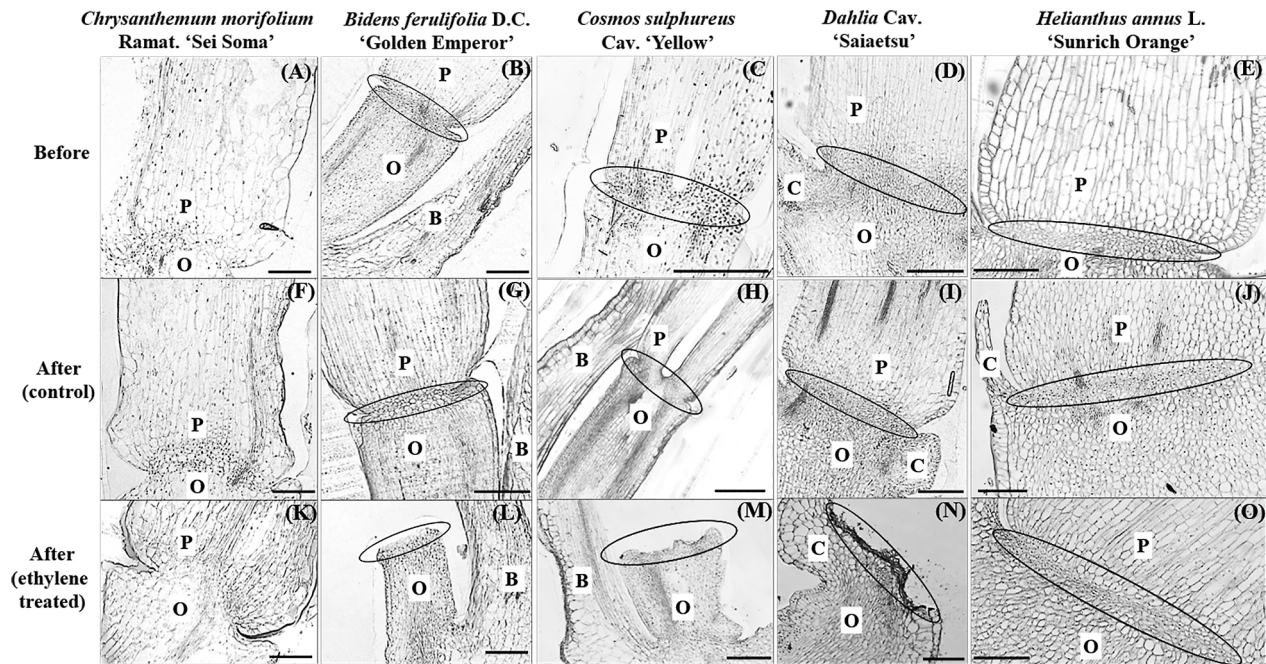 Chrysanthemum morifolium
Ramat. ‘Sei Soma’
Bidens ferulifolia D.C.
‘Golden Emperor’
Cosmos sulphureus
Cav. ‘Yellow’
Dahlia Cav.
‘Saiaetsu’
Helianthus annus L.
‘Sunrich Orange’
Before
(A)
P
O
(B)
P
O
B
(C)
P
O
(D)
P
C
O
(E)
P
O
After
(control)
(F)
P
O
(G)
P
O
B
(H)
P
B
O
(I)
P
O
C
(J)
P
C
O
After
(ethylene
treated)
(K)
P
O
(L)
O
B
(M)
B
O
(N)
C
O
(O)
P
O